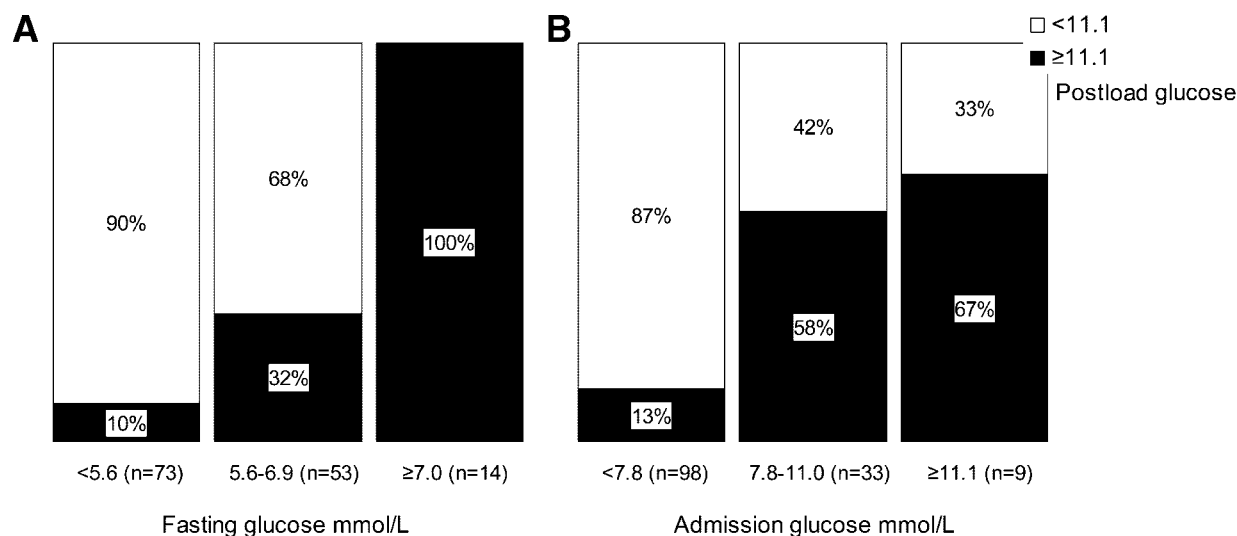 A
B
<11.1
≥11.1
Postload glucose
90%
10%
68%
32%
100%
87%
13%
42%
58%
33%
67%
<5.6 (n=73)
5.6-6.9 (n=53)
≥7.0 (n=14)
<7.8 (n=98)
7.8-11.0 (n=33)
≥11.1 (n=9)
Fasting glucose mmol/L
Admission glucose mmol/L